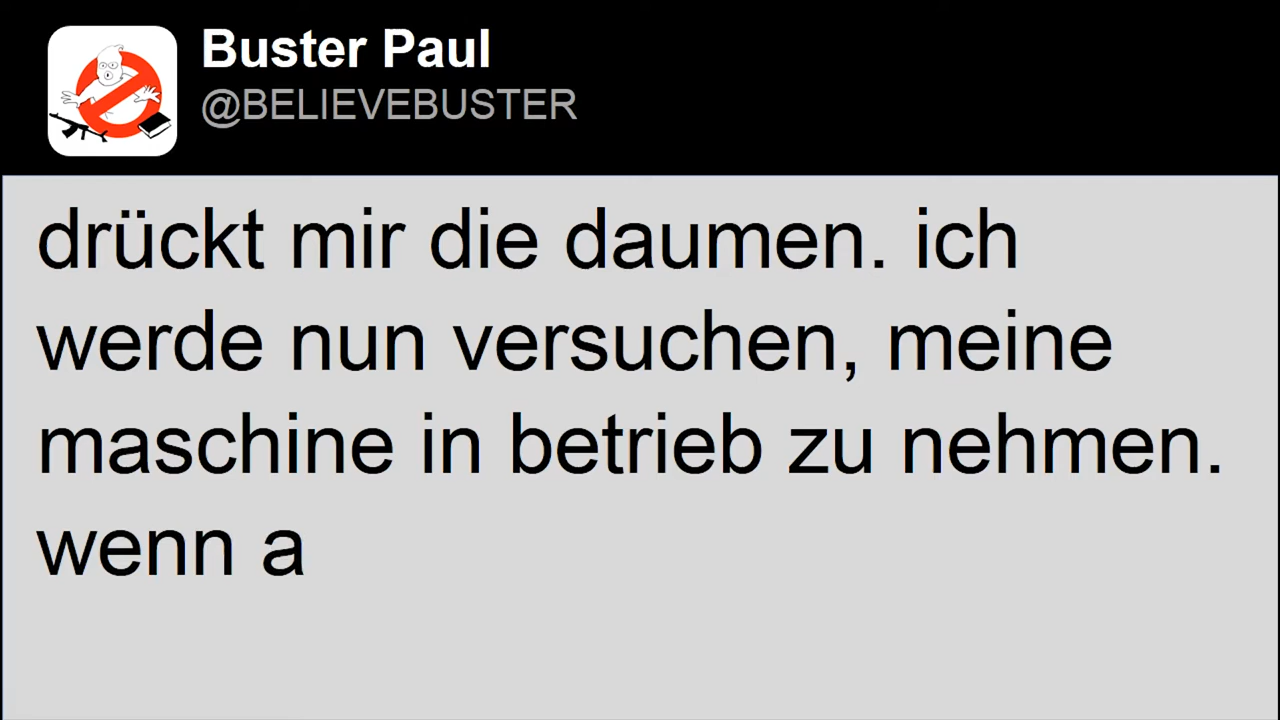 Buster Paul
@BELIEVEBUSTER
drückt mir die daumen. ich
werde nun versuchen, meine
maschine in betrieb zu nehmen.
wenn a